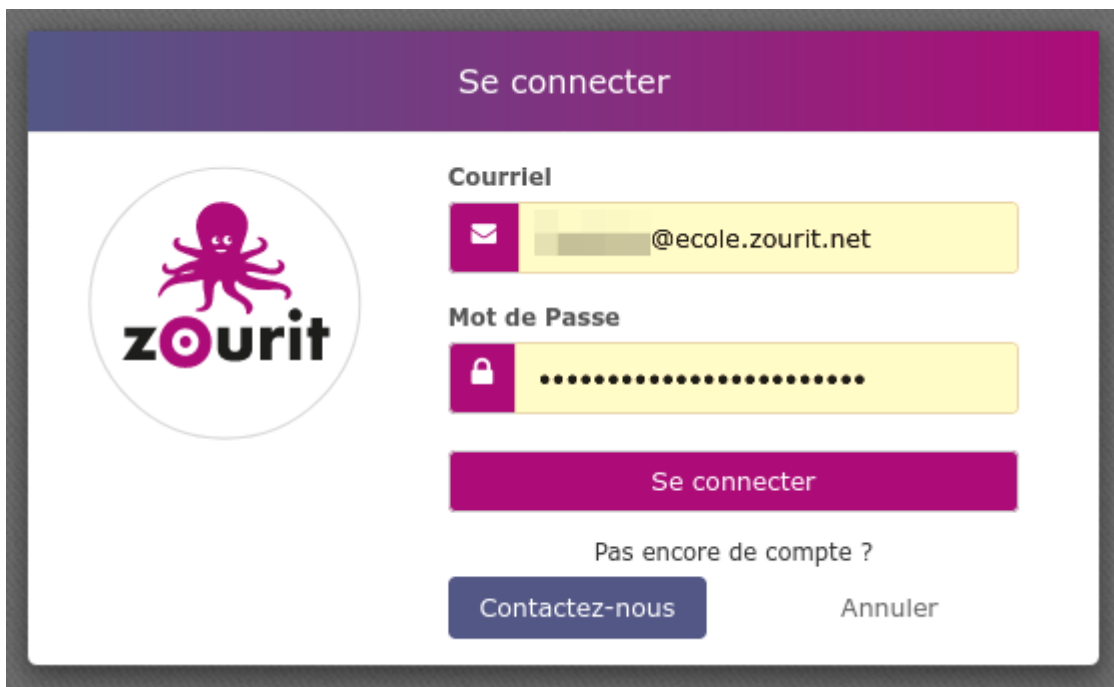 Se connecter
zourit
Courriel
@ecole.zourit.net
Mot de Passe
••••••••••••••••••••••••
Se connecter
Pas encore de compte ?
Contactez-nous
Annuler